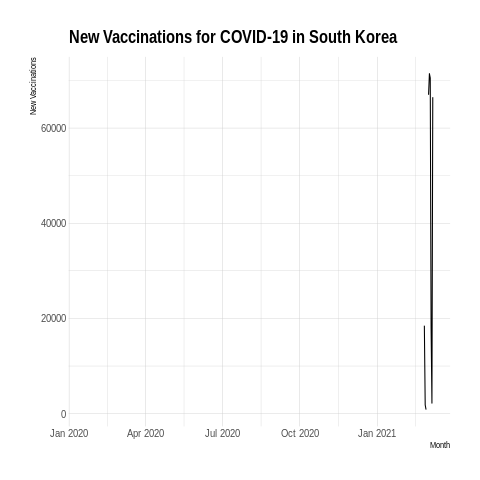 New Vaccinations for COVID-19 in South Korea
New Vaccinations
60000
40000
20000
0
Jan 2020 Apr 2020 Jul 2020 Oct 2020 Jan 2021
Month